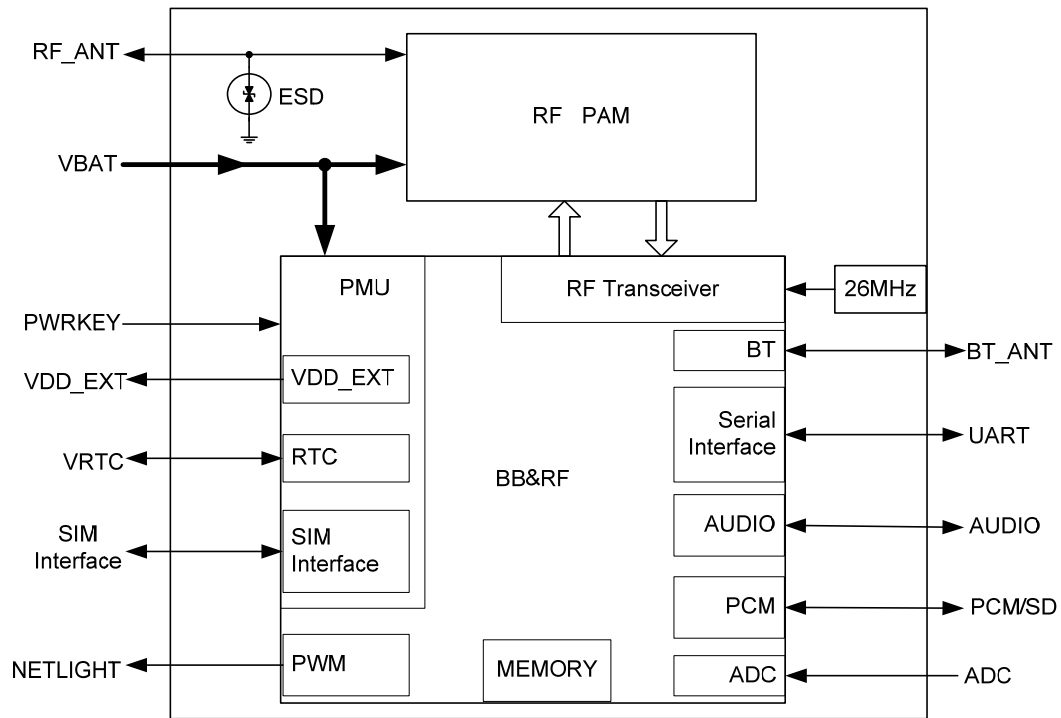 RF_ANT
ESD
RF PAM
VBAT
PMU
RF Transceiver
26MHz
PWRKEY
BT
BT_ANT
VDD_EXT
VDD_EXT
Serial
Interface
UART
VRTC
RTC
BB&RF
SIM
Interface
SIM
Interface
AUDIO
AUDIO
PCM
PCM/SD
NETLIGHT
PWM
MEMORY
ADC
ADC